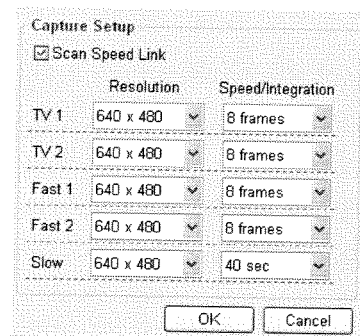 Capture Setup
Scan Speed Link
Resolution Speed/Integration
TV 1 640 x 480 8 frames
TV 2 640 x 480 8 frames
Fast 1 640 x 480 8 frames
Fast 2 640 x 480 8 frames
Slow 640 x 480 40 sec
OK Cancel